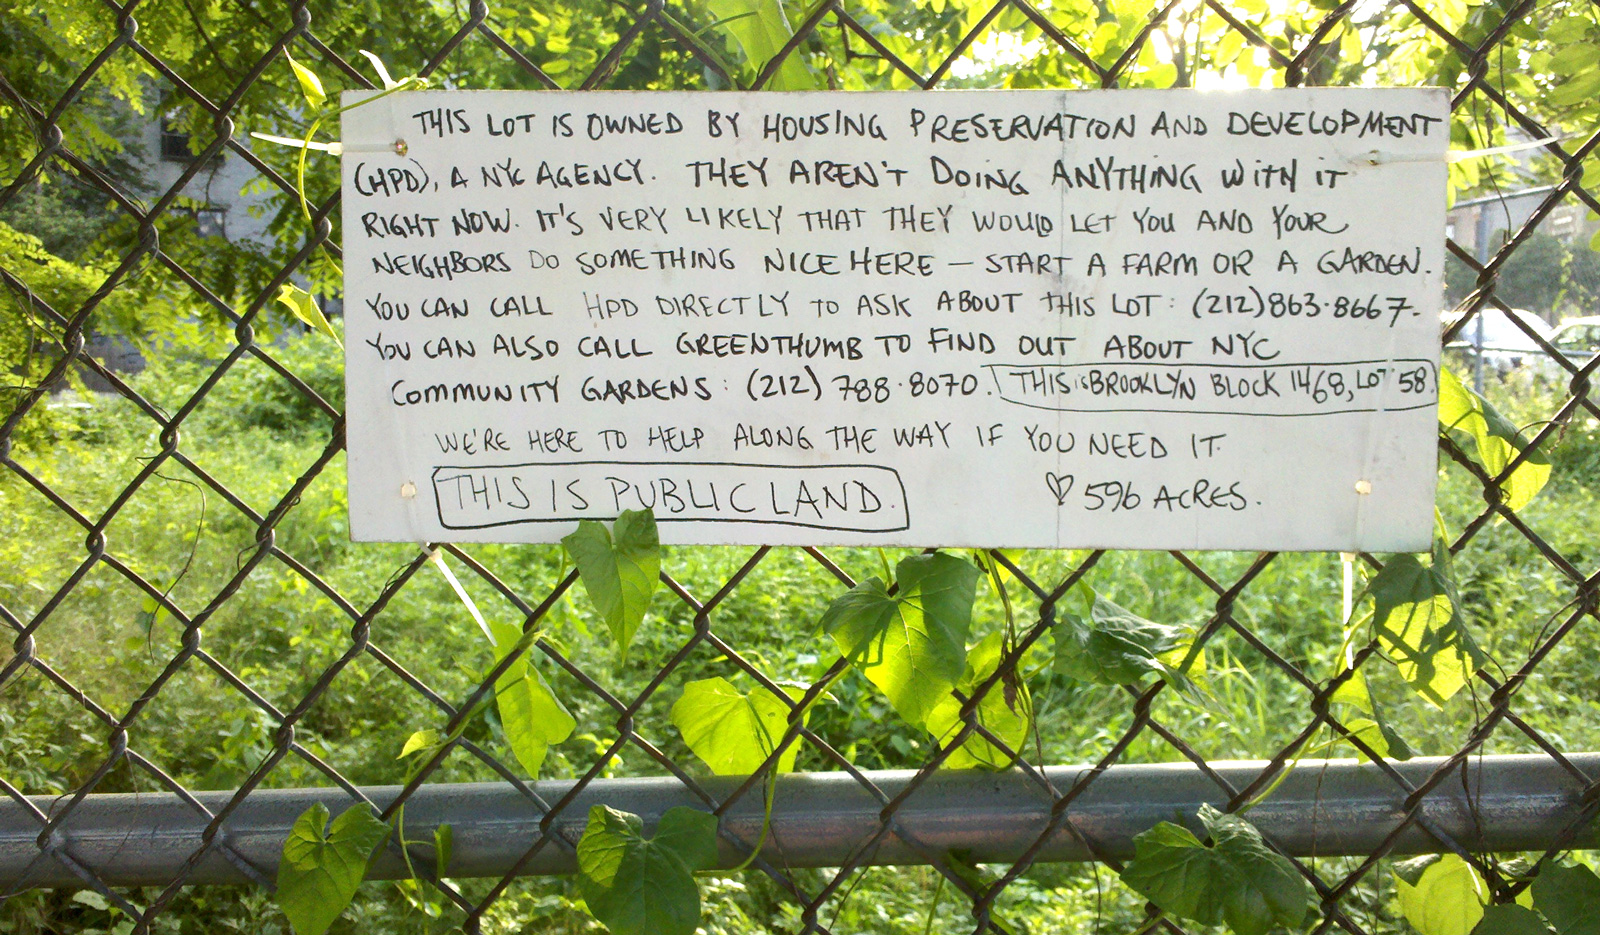 THIS LOT IS OWNED BY HOUSING PRESERVATION AND DEVELOPMENT
(HPD), A NYC AGENCY. THEY AREN'T DOING ANYTHING WITH IT
RIGHT NOW. IT'S VERY LIKELY THAT THEY WOULD LET YOU AND YOUR
NEIGHBORS DO SOMETHING NICE HERE – START A FARM OR A GARDEN.
YOU CAN CALL HPD DIRECTLY TO ASK ABOUT THIS LOT: (212)863·8667.
YOU CAN ALSO CALL GREENTHUMB TO FIND OUT ABOUT NYC
COMMUNITY GARDENS: (212) 788·8070. THIS is BROOKLYN BLOCK 1468, LOT 58.
WE'RE HERE TO HELP ALONG THE WAY IF YOU NEED IT.
THIS IS PUBLIC LAND. ♡ 596 ACRES.